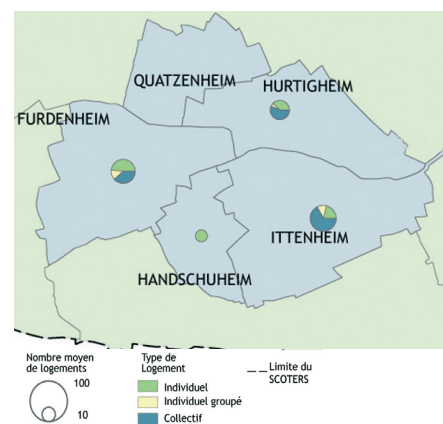 QUATZENHEIM
HURTIGHEIM
FURDENHEIM
ITTENHEIM
HANDSCHUHEIM
Nombre moyen
de logements
100
10
Type de
Logement
Individuel
Individuel groupé
Collectif
Limite du
SCOTERS